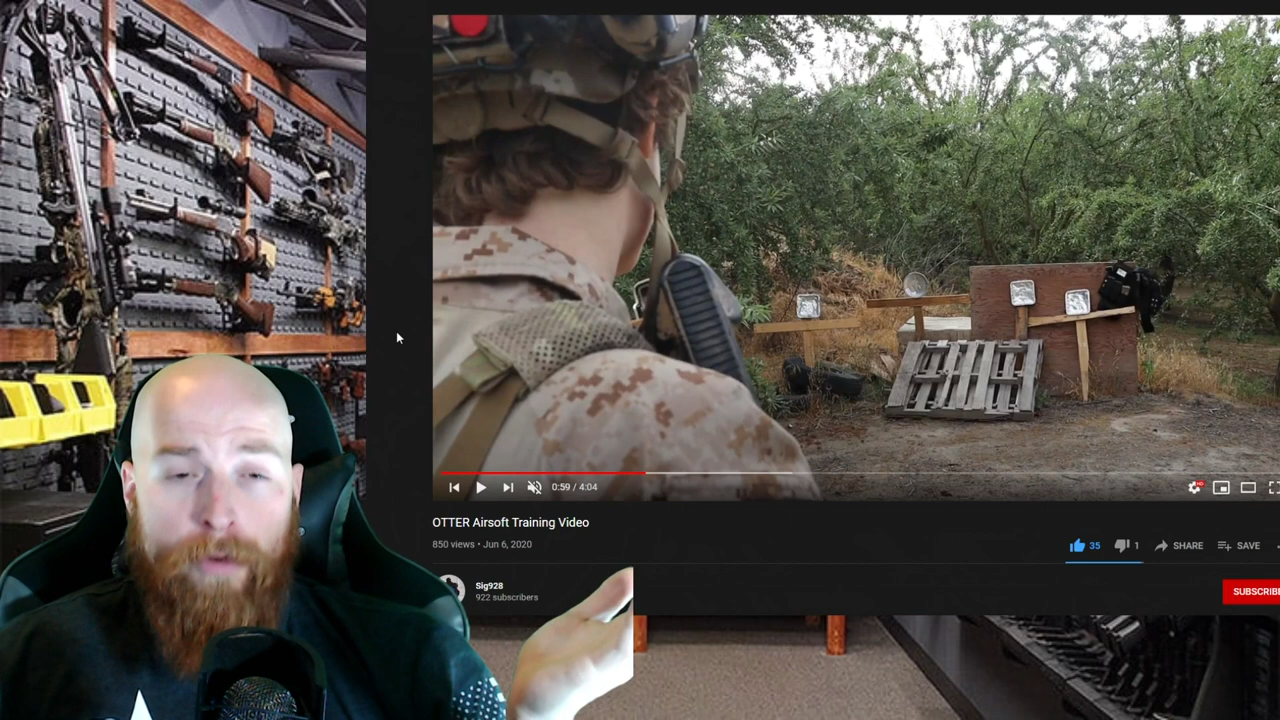 0:59 / 4:04
HD
OTTER Airsoft Training Video
850 views • Jun 6, 2020
35
1
SHARE
SAVE
Sig928
922 subscribers
SUBSCRIBE